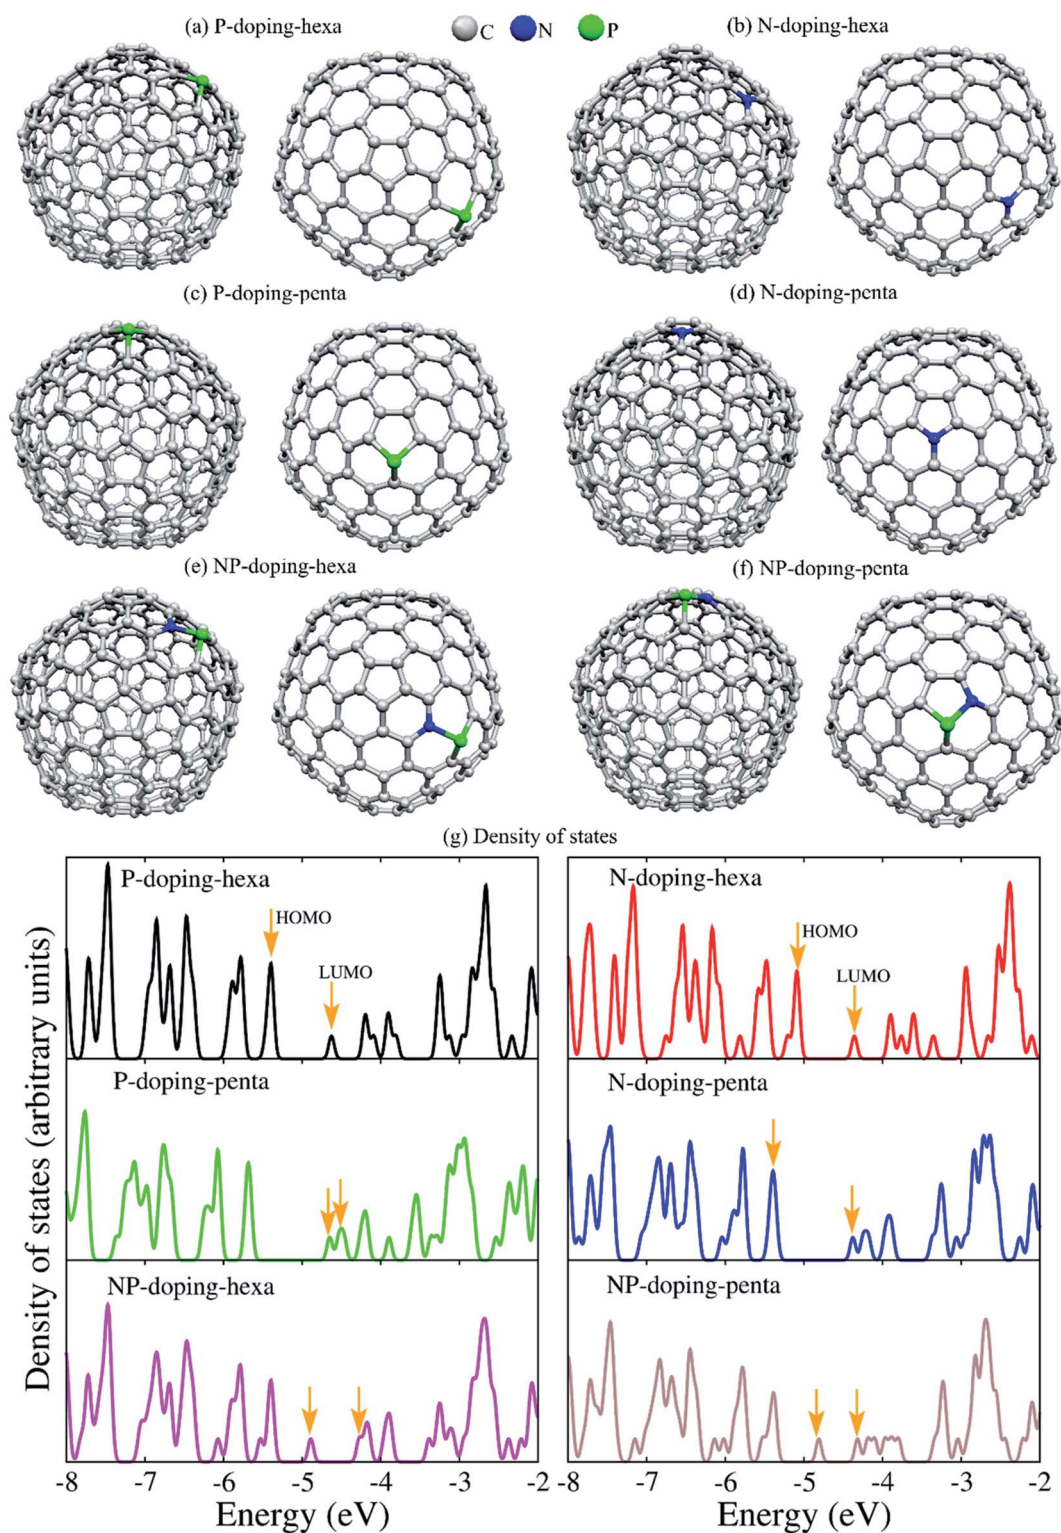 (a) P-doping-hexa
C N P
(b) N-doping-hexa
(c) P-doping-penta
(d) N-doping-penta
(e) NP-doping-hexa
(f) NP-doping-penta
(g) Density of states
Density of states (arbitrary units)
P-doping-hexa
HOMO
LUMO
N-doping-hexa
HOMO
LUMO
P-doping-penta
N-doping-penta
NP-doping-hexa
NP-doping-penta
-8 -7 -6 -5 -4 -3 -2
-8 -7 -6 -5 -4 -3 -2
Energy (eV)
Energy (eV)